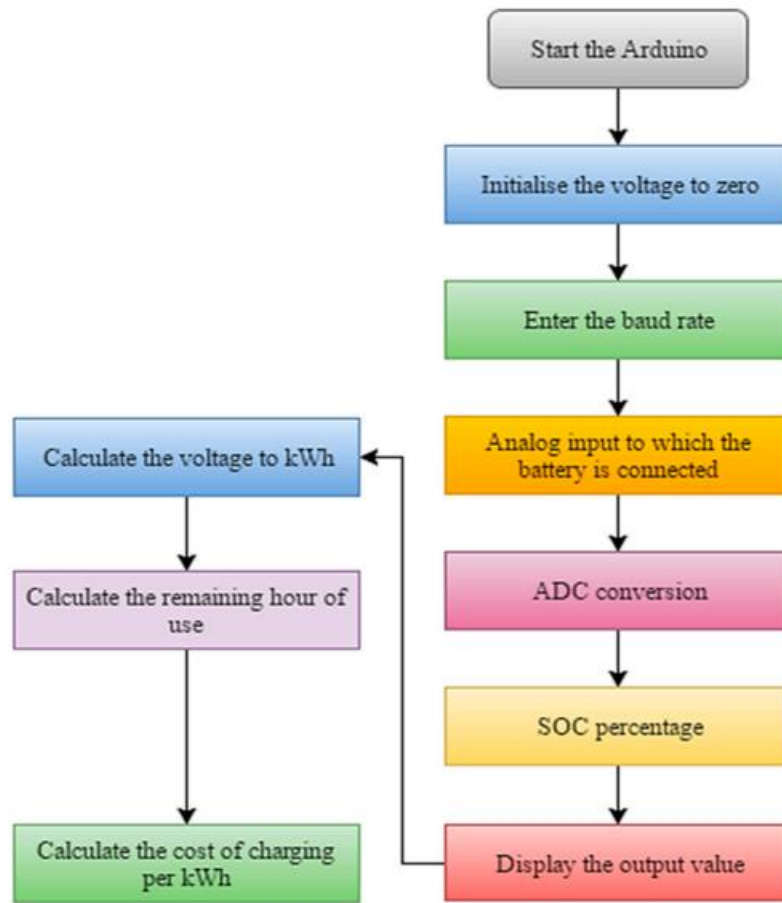 Start the Arduino
Initialise the voltage to zero
Enter the baud rate
Analog input to which the
battery is connected
ADC conversion
SOC percentage
Display the output value
Calculate the voltage to kWh
Calculate the remaining hour of
use
Calculate the cost of charging
per kWh